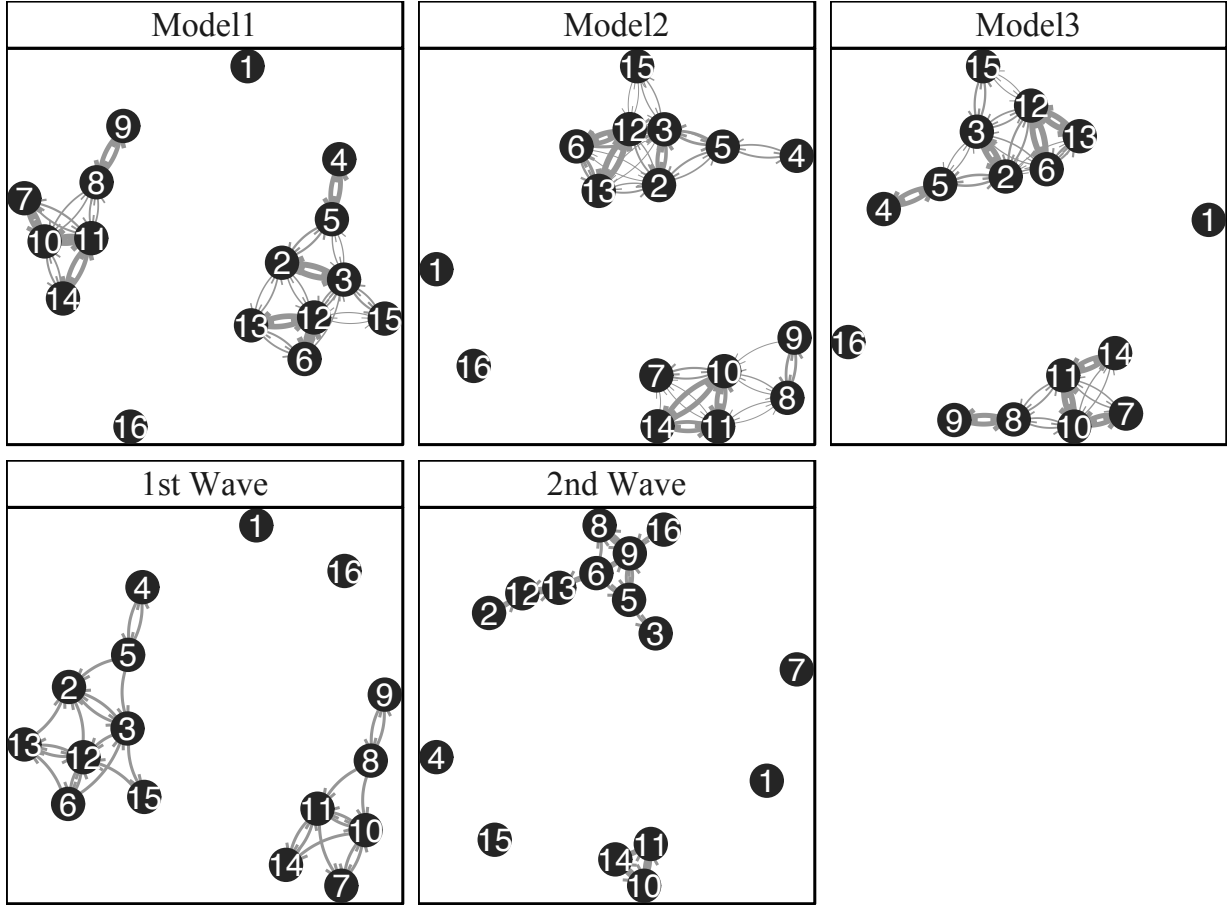 Model1 Model2 Model3
1 15 15
9 12 3 12 13
4 6 5 4 3
8 13 2 2 6
7 5 5
10 11 2 3 4 1
14 13 12 15 1 16
6 16 9 14
7 10 8 11 7
16 14 11 9 8 10
1st Wave 2nd Wave
1 8 16
16 9
4 6 13
5 12 5
2 9 2 3
3 7
13 12 8 4
6 15 11 1
10 15 11
14 7 14 10